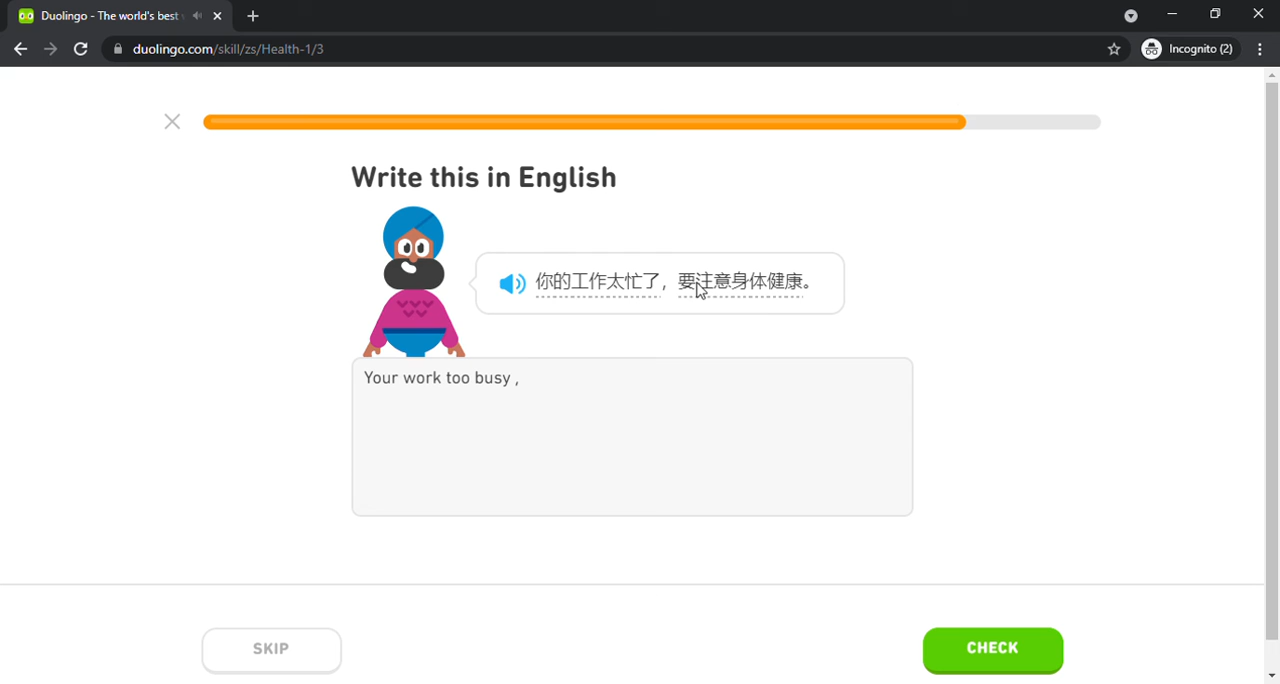 Duolingo - The world's best
duolingo.com/skill/zs/Health-1/3
Incognito (2)
Write this in English
你的工作太忙了，要注意身体健康。
Your work too busy ,
SKIP
CHECK